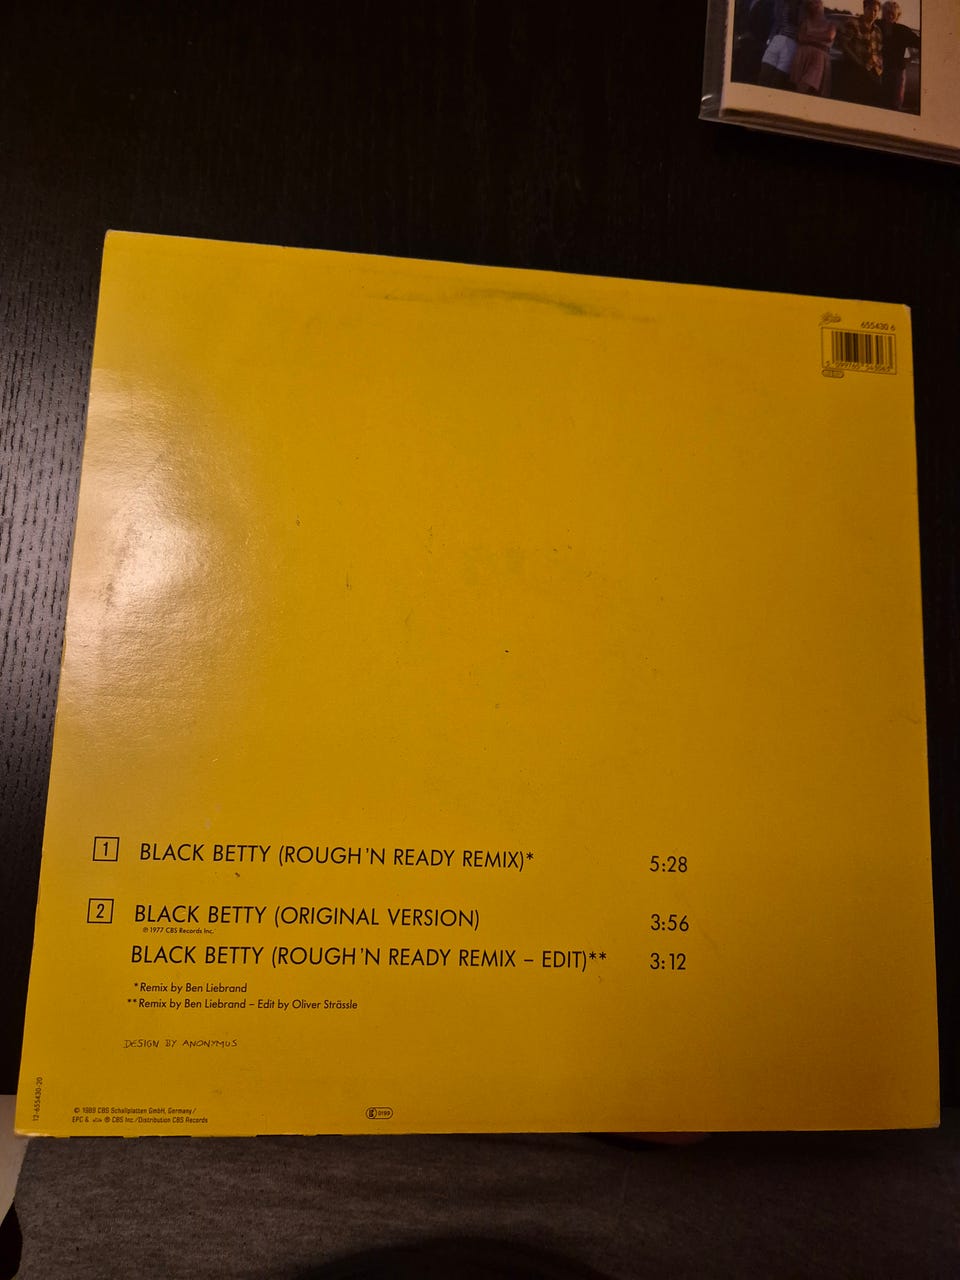 655430 6
1 BLACK BETTY (ROUGH'N READY REMIX)* 5:28
2 BLACK BETTY (ORIGINAL VERSION) 3:56
℗ 1977 CBS Records Inc.
BLACK BETTY (ROUGH'N READY REMIX – EDIT)** 3:12
*Remix by Ben Liebrand
**Remix by Ben Liebrand – Edit by Oliver Strässle
DESIGN BY ANONYMUS
12-655430-20
© 1989 CBS Schallplatten GmbH, Germany/
EPC & ® CBS Inc./Distribution CBS Records
0199